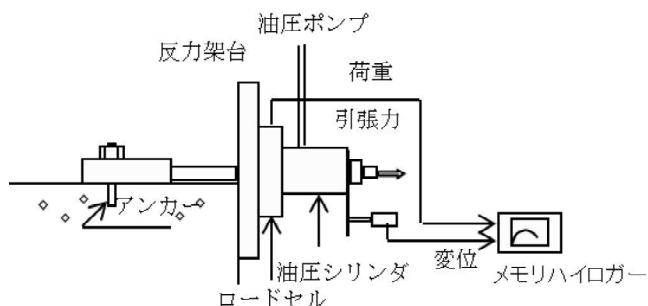 油圧ポンプ
反力架台
荷重
引張力
アンカー
油圧シリンダ
変位
メモリハイロガー
ロードセル